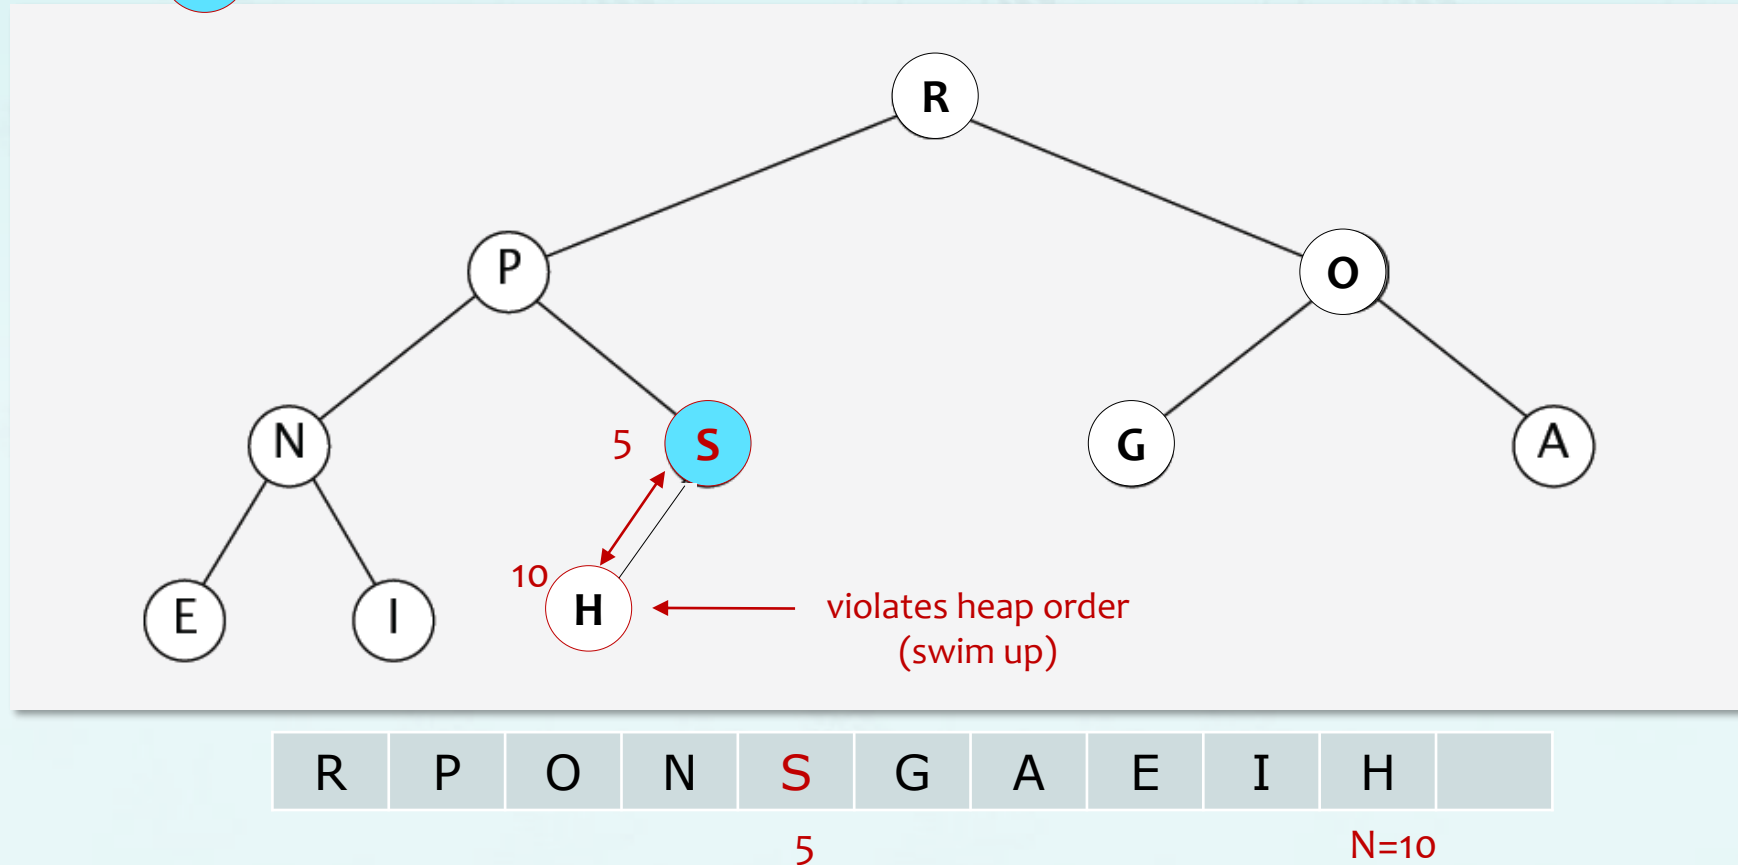 R
P
O
N
5
S
G
A
10
E
I
H
violates heap order
(swim up)
R P O N S G A E I H
5
N=10